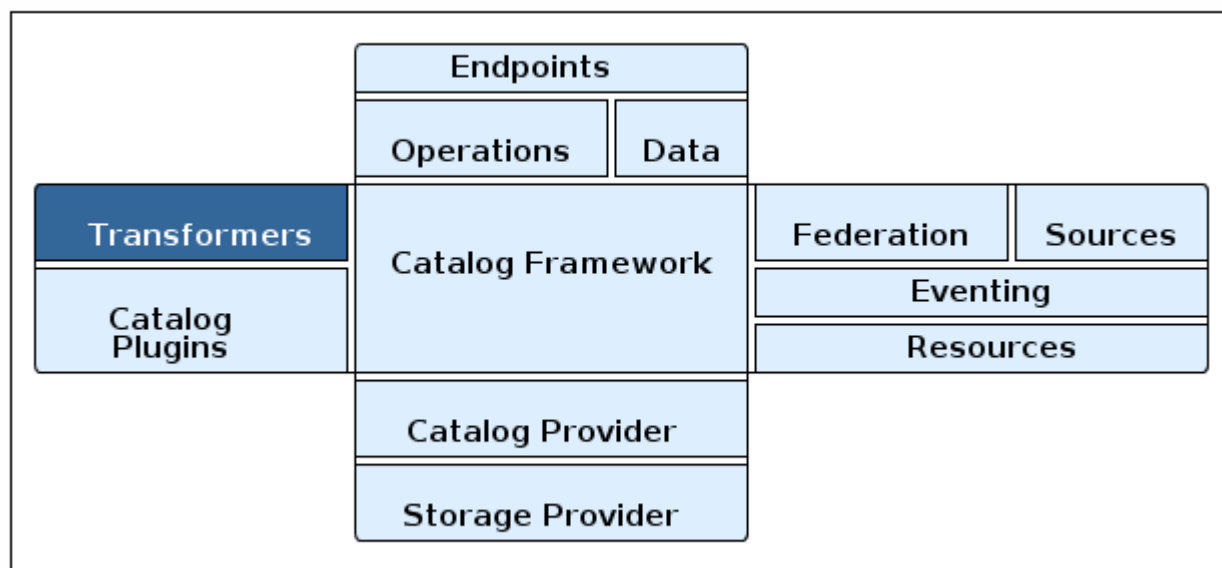 Endpoints
Operations
Data
Transformers
Catalog Framework
Federation
Sources
Eventing
Catalog
Plugins
Resources
Catalog Provider
Storage Provider